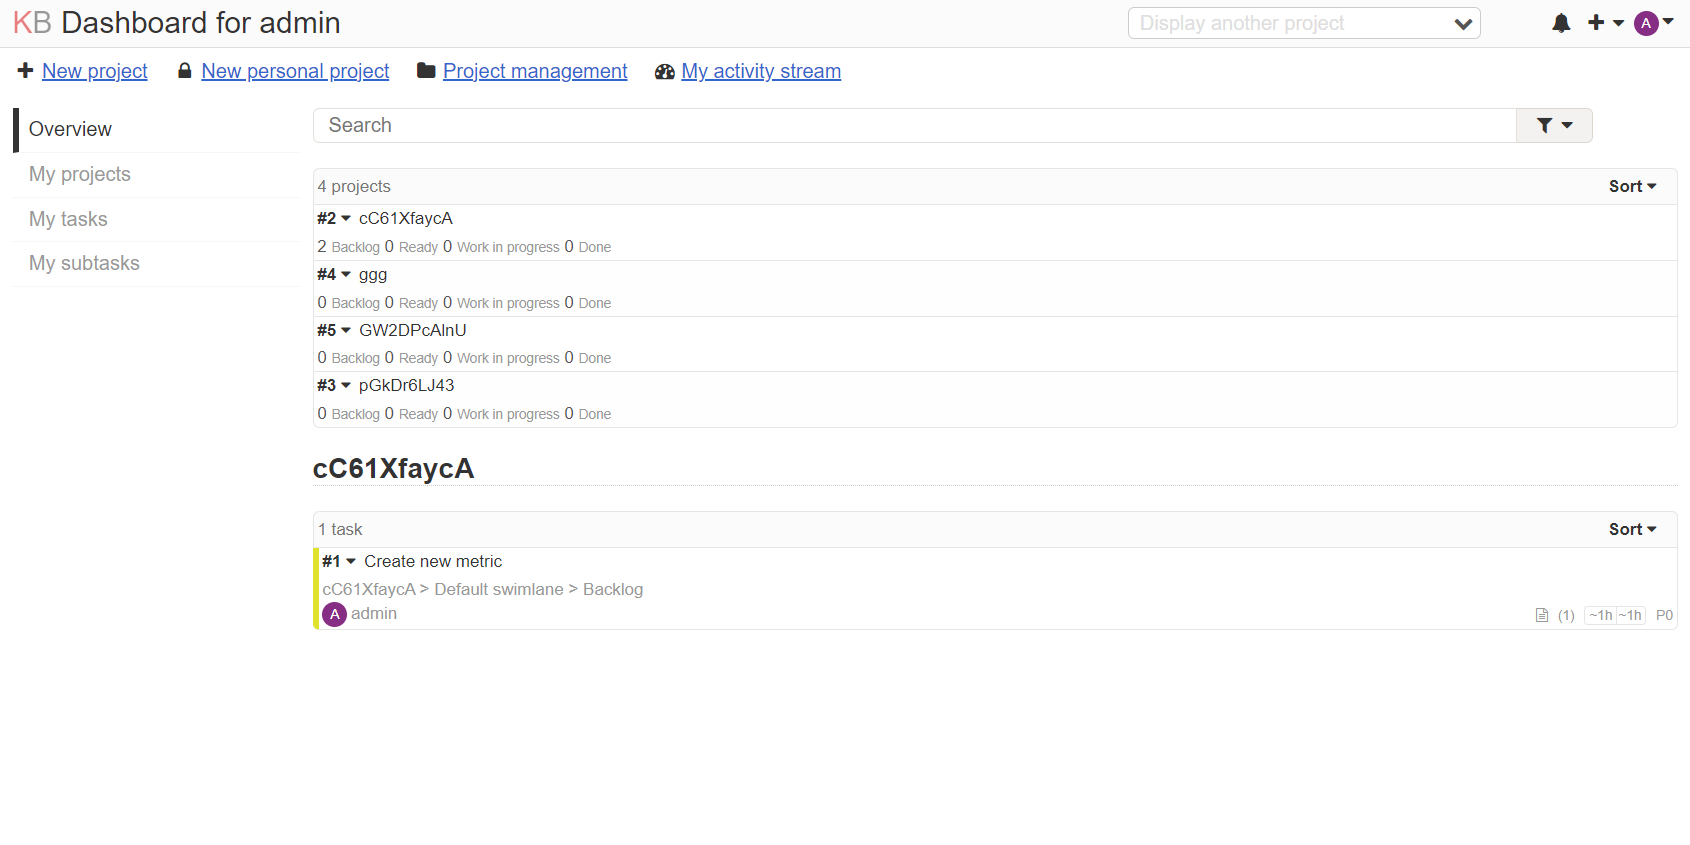 KB Dashboard for admin
Display another project
A
New project
New personal project
Project management
My activity stream
Overview
My projects
My tasks
My subtasks
Search
4 projects
Sort
#2 cC61XfaycA
2 Backlog 0 Ready 0 Work in progress 0 Done
#4 ggg
0 Backlog 0 Ready 0 Work in progress 0 Done
#5 GW2DPcAlnU
0 Backlog 0 Ready 0 Work in progress 0 Done
#3 pGkDr6LJ43
0 Backlog 0 Ready 0 Work in progress 0 Done
cC61XfaycA
1 task
Sort
#1 Create new metric
cC61XfaycA > Default swimlane > Backlog
A admin
(1) ~1h ~1h P0